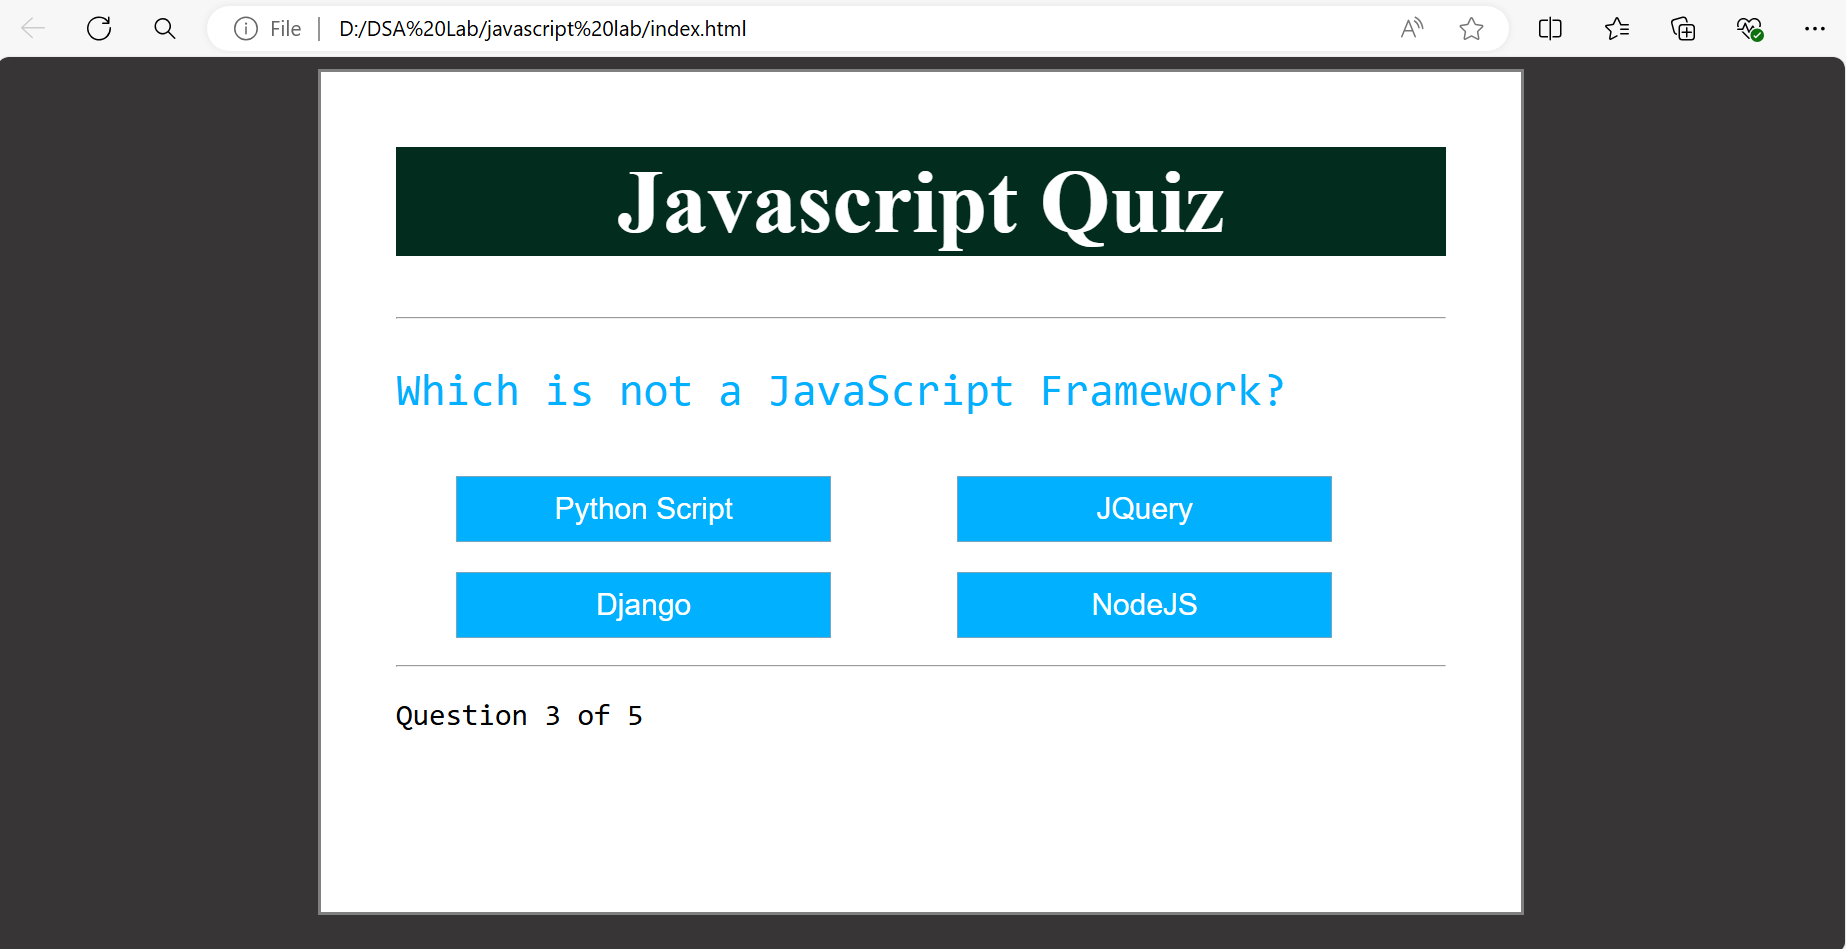 File D:/DSA%20Lab/javascript%20lab/index.html
Javascript Quiz
Which is not a JavaScript Framework?
Python Script JQuery
Django NodeJS
Question 3 of 5